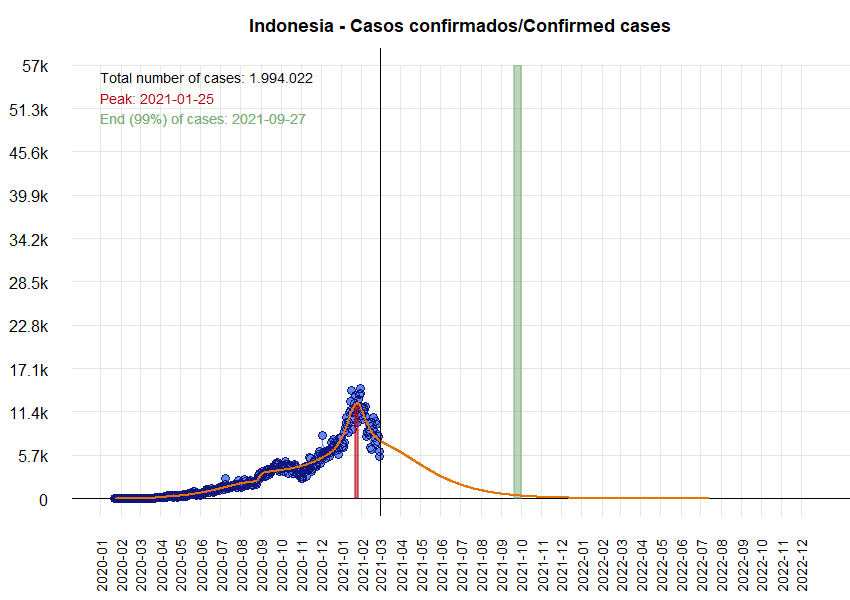 Indonesia - Casos confirmados/Confirmed cases
57k
Total number of cases: 1.994.022
Peak: 2021-01-25
51.3k
End (99%) of cases: 2021-09-27
45.6k
39.9k
34.2k
28.5k
22.8k
17.1k
11.4k
5.7k
0
2020-01
2020-02
2020-03
2020-04
2020-05
2020-06
2020-07
2020-08
2020-09
2020-10
2020-11
2020-12
2021-01
2021-02
2021-03
2021-04
2021-05
2021-06
2021-07
2021-08
2021-09
2021-10
2021-11
2021-12
2022-01
2022-02
2022-03
2022-04
2022-05
2022-06
2022-07
2022-08
2022-09
2022-10
2022-11
2022-12